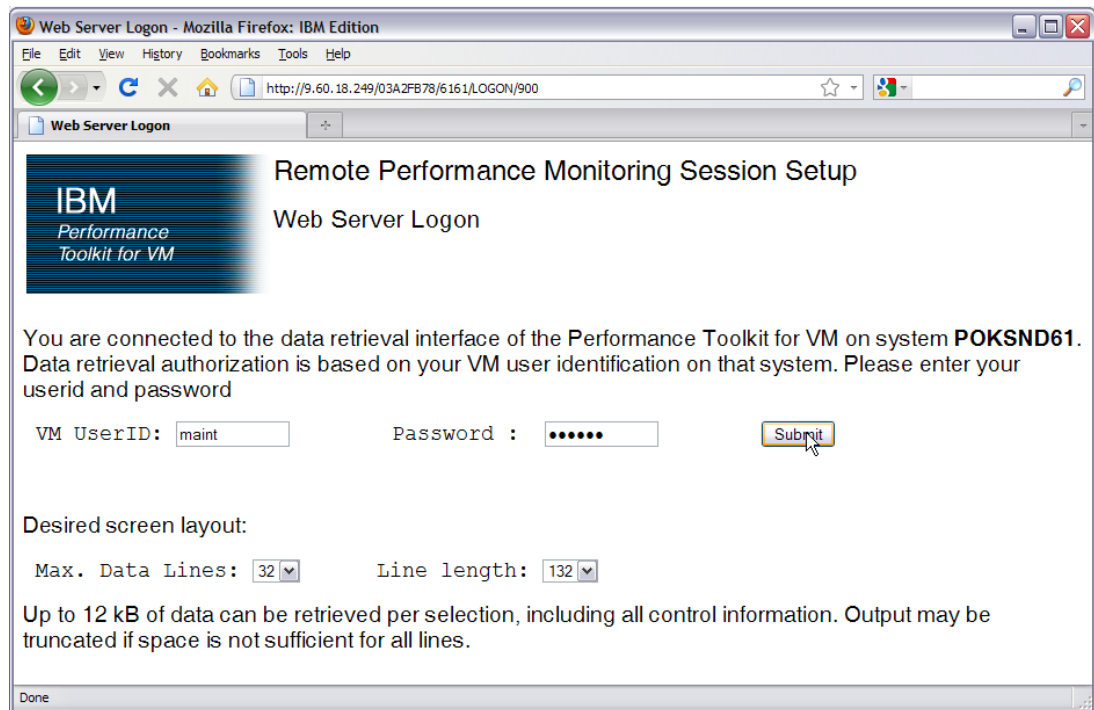 Web Server Logon - Mozilla Firefox: IBM Edition
File Edit View History Bookmarks Tools Help
http://9.60.18.249/03A2FB78/6161/LOGON/900
Web Server Logon
IBM
Performance
Toolkit for VM
Remote Performance Monitoring Session Setup
Web Server Logon
You are connected to the data retrieval interface of the Performance Toolkit for VM on system POKSND61.
Data retrieval authorization is based on your VM user identification on that system. Please enter your
userid and password
VM UserID: maint Password : •••••• Submit
Desired screen layout:
Max. Data Lines: 32 Line length: 132
Up to 12 kB of data can be retrieved per selection, including all control information. Output may be
truncated if space is not sufficient for all lines.
Done